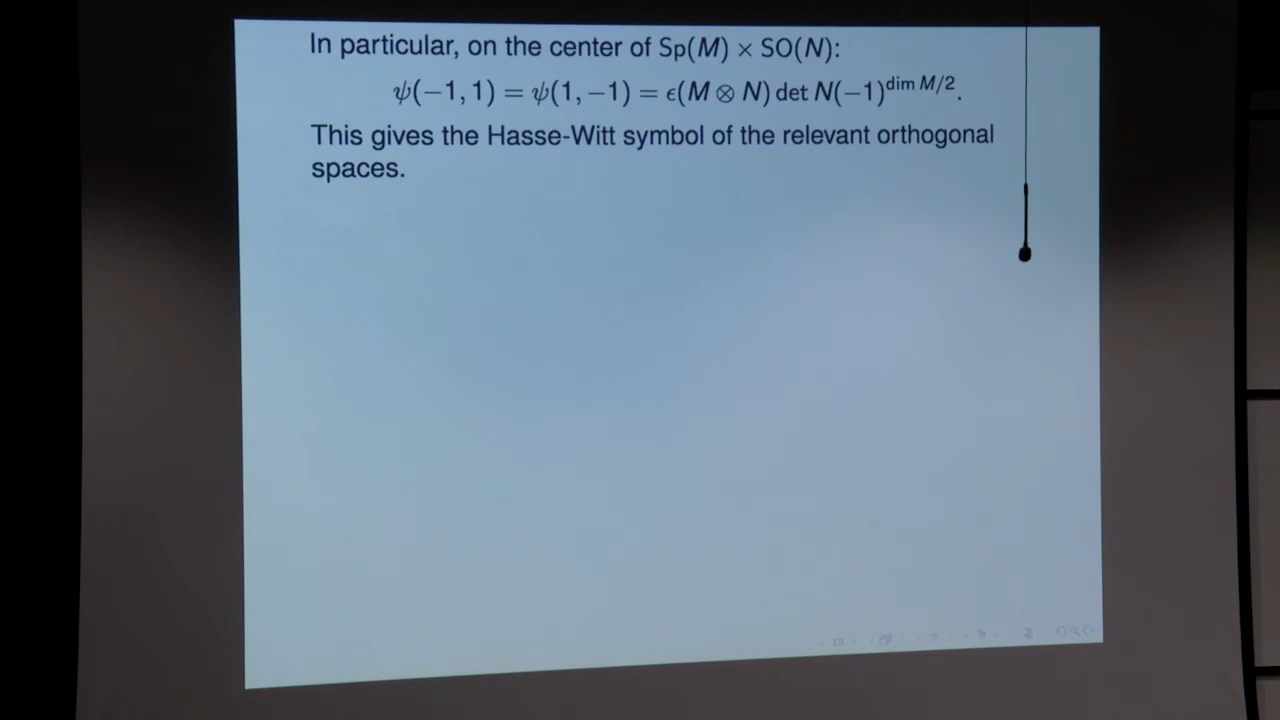 In particular, on the center of Sp(M) × SO(N):
ψ(−1, 1) = ψ(1, −1) = ϵ(M ⊗ N) det N(−1)^{dim M/2}.
This gives the Hasse-Witt symbol of the relevant orthogonal
spaces.